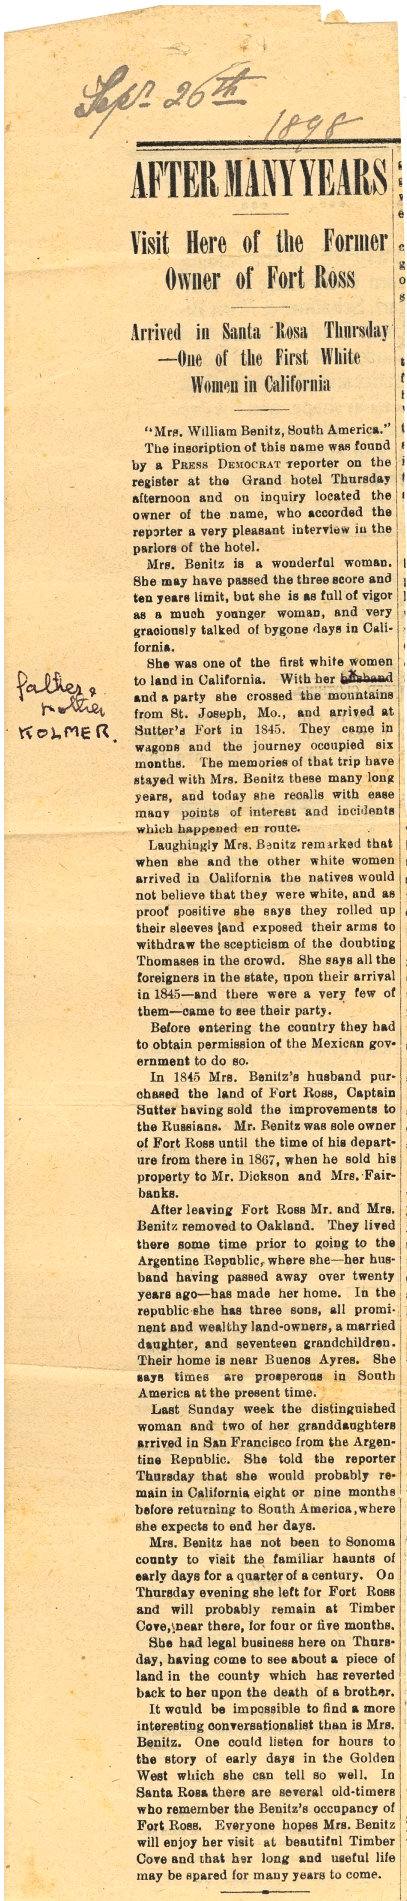 Sepr. 26th
1898
AFTER MANY YEARS
Visit Here of the Former
Owner of Fort Ross
Arrived in Santa Rosa Thursday
—One of the First White
Women in California
"Mrs. William Benitz, South America."
The inscription of this name was found
by a PRESS DEMOCRAT reporter on the
register at the Grand hotel Thursday
afternoon and on inquiry located the
owner of the name, who accorded the
reporter a very pleasant interview in the
parlors of the hotel.
Mrs. Benitz is a wonderful woman.
She may have passed the three score and
ten years limit, but she is as full of vigor
as a much younger woman, and very
graciously talked of bygone days in Cali-
fornia.
She was one of the first white women
to land in California. With her husband
and a party she crossed the mountains
from St. Joseph, Mo., and arrived at
Sutter's Fort in 1845. They came in
wagons and the journey occupied six
months. The memories of that trip have
stayed with Mrs. Benitz these many long
years, and today she recalls with ease
many points of interest and incidents
which happened en route.
father &
mother
KOLMER.
Laughingly Mrs. Benitz remarked that
when she and the other white women
arrived in California the natives would
not believe that they were white, and as
proof positive she says they rolled up
their sleeves and exposed their arms to
withdraw the scepticism of the doubting
Thomases in the crowd. She says all the
foreigners in the state, upon their arrival
in 1845—and there were a very few of
them—came to see their party.
Before entering the country they had
to obtain permission of the Mexican gov-
ernment to do so.
In 1845 Mrs. Benitz's husband pur-
chased the land of Fort Ross, Captain
Sutter having sold the improvements to
the Russians. Mr. Benitz was sole owner
of Fort Ross until the time of his depart-
ure from there in 1867, when he sold his
property to Mr. Dickson and Mrs. Fair-
banks.
After leaving Fort Ross Mr. and Mrs.
Benitz removed to Oakland. They lived
there some time prior to going to the
Argentine Republic, where she—her hus-
band having passed away over twenty
years ago—has made her home. In the
republic she has three sons, all promi-
nent and wealthy land-owners, a married
daughter, and seventeen grandchildren.
Their home is near Buenos Ayres. She
says times are prosperous in South
America at the present time.
Last Sunday week the distinguished
woman and two of her granddaughters
arrived in San Francisco from the Argen-
tine Republic. She told the reporter
Thursday that she would probably re-
main in California eight or nine months
before returning to South America, where
she expects to end her days.
Mrs. Benitz has not been to Sonoma
county to visit the familiar haunts of
early days for a quarter of a century. On
Thursday evening she left for Fort Ross
and will probably remain at Timber
Cove, near there, for four or five months.
She had legal business here on Thurs-
day, having come to see about a piece of
land in the county which has reverted
back to her upon the death of a brother.
It would be impossible to find a more
interesting conversationalist than is Mrs.
Benitz. One could listen for hours to
the story of early days in the Golden
West which she can tell so well. In
Santa Rosa there are several old-timers
who remember the Benitz's occupancy of
Fort Ross. Everyone hopes Mrs. Benitz
will enjoy her visit at beautiful Timber
Cove and that her long and useful life
may be spared for many years to come.